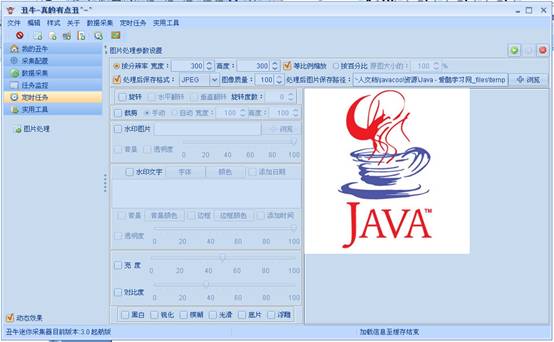 丑牛-真的有点丑^-^
文件 编辑 样式 关于 数据采集 定时任务 实用工具
我的丑牛
采集配置
数据采集
任务监控
定时任务
实用工具
图片处理
动态效果
图片处理参数设置
按分辨率 宽度： 300 高度： 300 等比例缩放 按百分比 原图大小的： 100 %
处理后保存格式： JPEG 图像质量： 100 处理后图片保存路径： 人文档\javacoo\资源\Java - 爱酷学习网_files\temp 浏览
旋转 水平翻转 垂直翻转 旋转度数： 0
裁剪 手动 自动 宽度： 100 高度： 100
水印图片 浏览
背景 透明度
0 20 40 60 80 100
水印文字 字体 颜色 添加日期
背景 背景颜色 边框 边框颜色 添加时间
透明度
0 20 40 60 80 100
亮 度
0 20 40 60 80 100
对比度
0 20 40 60 80 100
黑白 锐化 模糊 光滑 底片 浮雕
JAVA™
丑牛迷你采集器目前版本:3.0起航版
加载信息至缓存结束